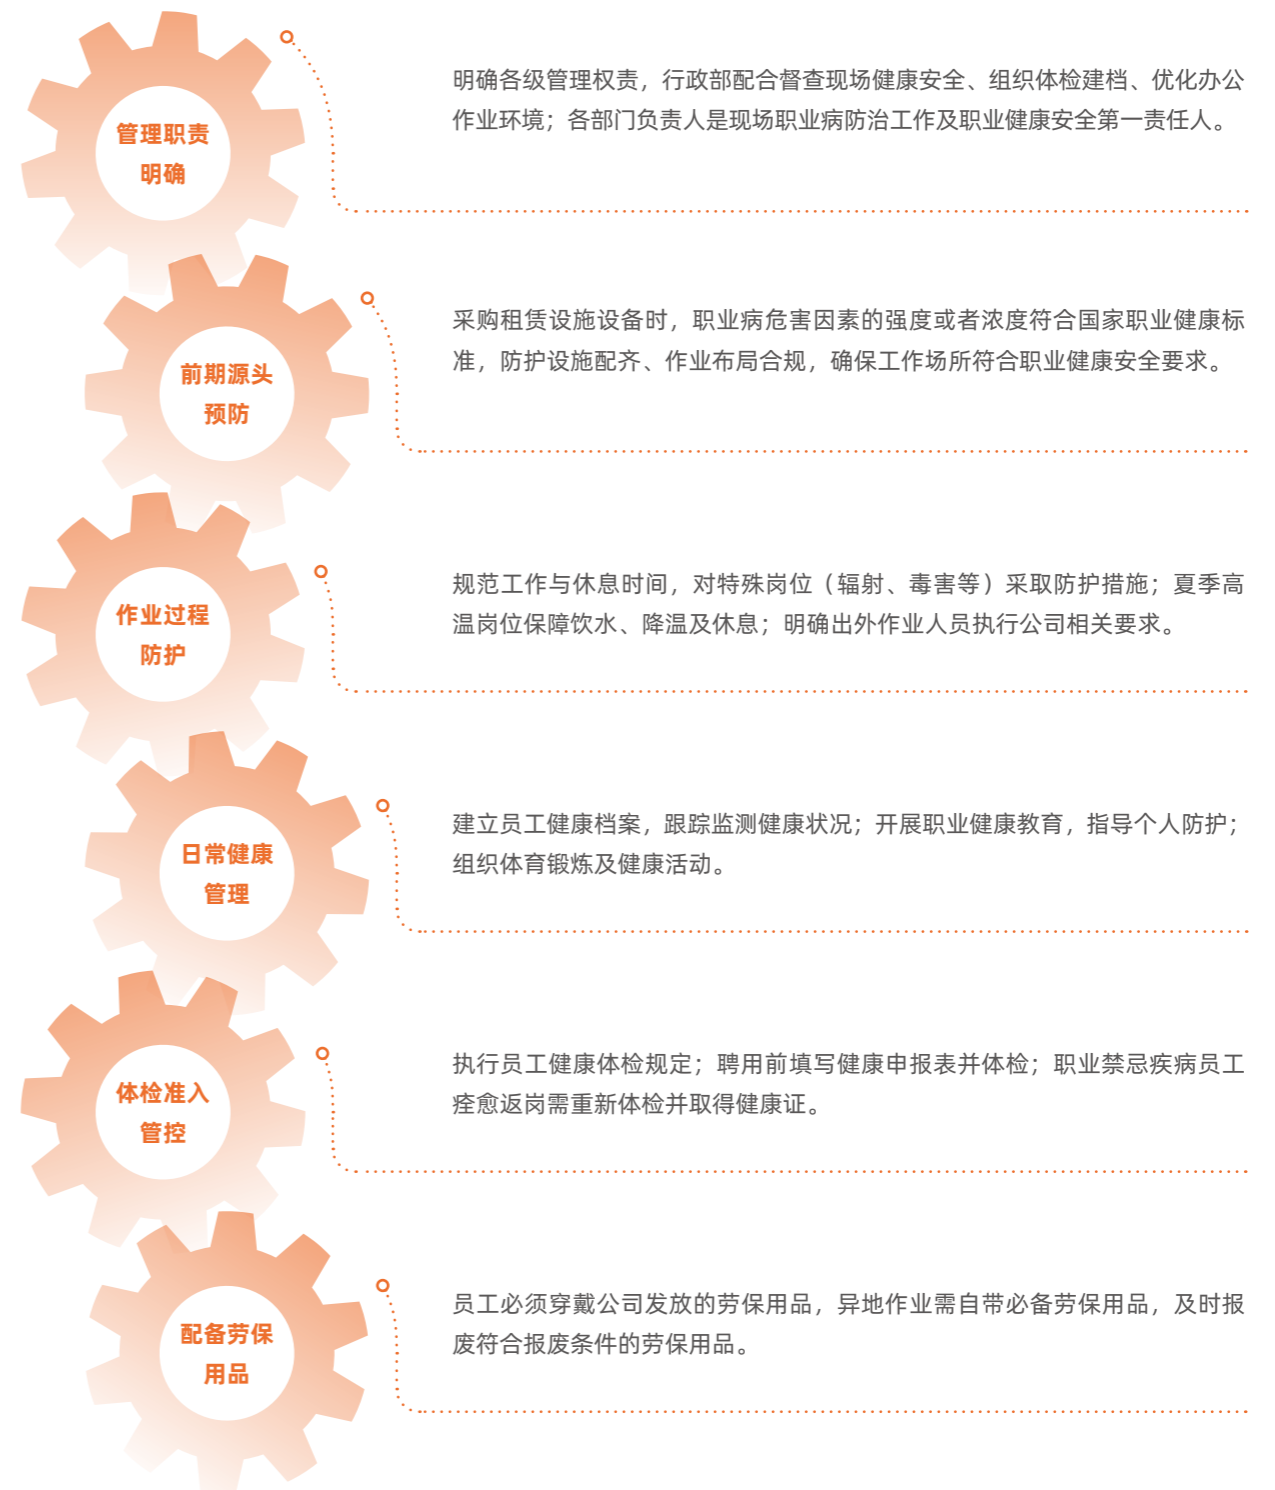 管理职责
明确
明确各级管理权责，行政部配合督查现场健康安全、组织体检建档、优化办公
作业环境；各部门负责人是现场职业病防治工作及职业健康安全第一责任人。
前期源头
预防
采购租赁设施设备时，职业病危害因素的强度或者浓度符合国家职业健康标
准，防护设施配齐、作业布局合规，确保工作场所符合职业健康安全要求。
作业过程
防护
规范工作与休息时间，对特殊岗位（辐射、毒害等）采取防护措施；夏季高
温岗位保障饮水、降温及休息；明确出外作业人员执行公司相关要求。
日常健康
管理
建立员工健康档案，跟踪监测健康状况；开展职业健康教育，指导个人防护；
组织体育锻炼及健康活动。
体检准入
管控
执行员工健康体检规定；聘用前填写健康申报表并体检；职业禁忌疾病员工
痊愈返岗需重新体检并取得健康证。
配备劳保
用品
员工必须穿戴公司发放的劳保用品，异地作业需自带必备劳保用品，及时报
废符合报废条件的劳保用品。